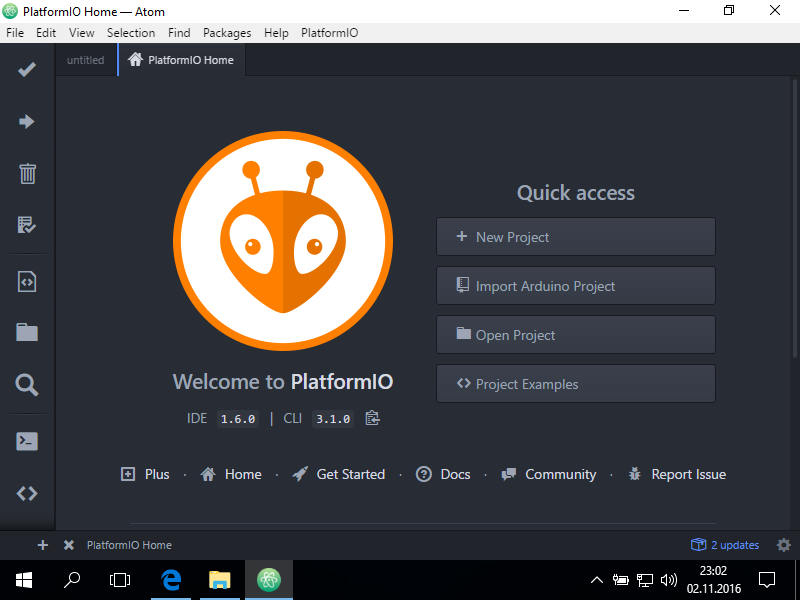 PlatformIO Home — Atom
File Edit View Selection Find Packages Help PlatformIO
untitled PlatformIO Home
Quick access
New Project
Import Arduino Project
Open Project
Project Examples
Welcome to PlatformIO
IDE 1.6.0 | CLI 3.1.0
Plus · Home · Get Started · Docs · Community · Report Issue
PlatformIO Home 2 updates
23:02
02.11.2016